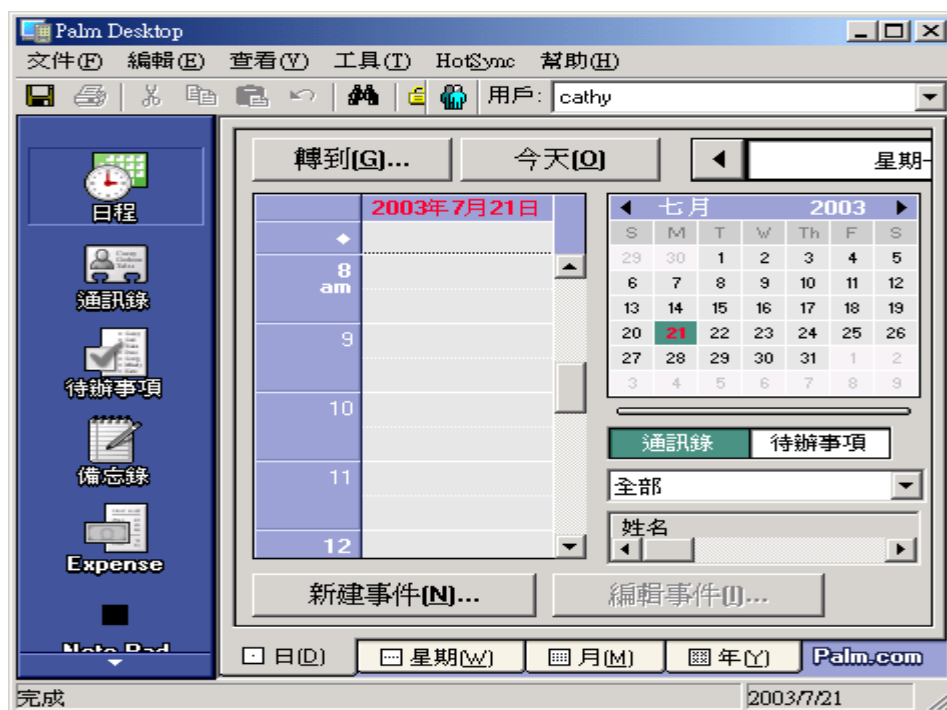 Palm Desktop
文件(F) 編輯(E) 查看(V) 工具(T) HotSync 幫助(H)
用戶: cathy
日程
通訊錄
待辦事項
備忘錄
Expense
Note Pad
轉到(G)... 今天(O) 星期一
2003年7月21日
8 am
9
10
11
12
七月 2003
S M T W Th F S
29 30 1 2 3 4 5
6 7 8 9 10 11 12
13 14 15 16 17 18 19
20 21 22 23 24 25 26
27 28 29 30 31 1 2
3 4 5 6 7 8 9
通訊錄 待辦事項
全部
姓名
新建事件(N)... 編輯事件(I)...
日(D) 星期(W) 月(M) 年(Y) Palm.com
完成 2003/7/21